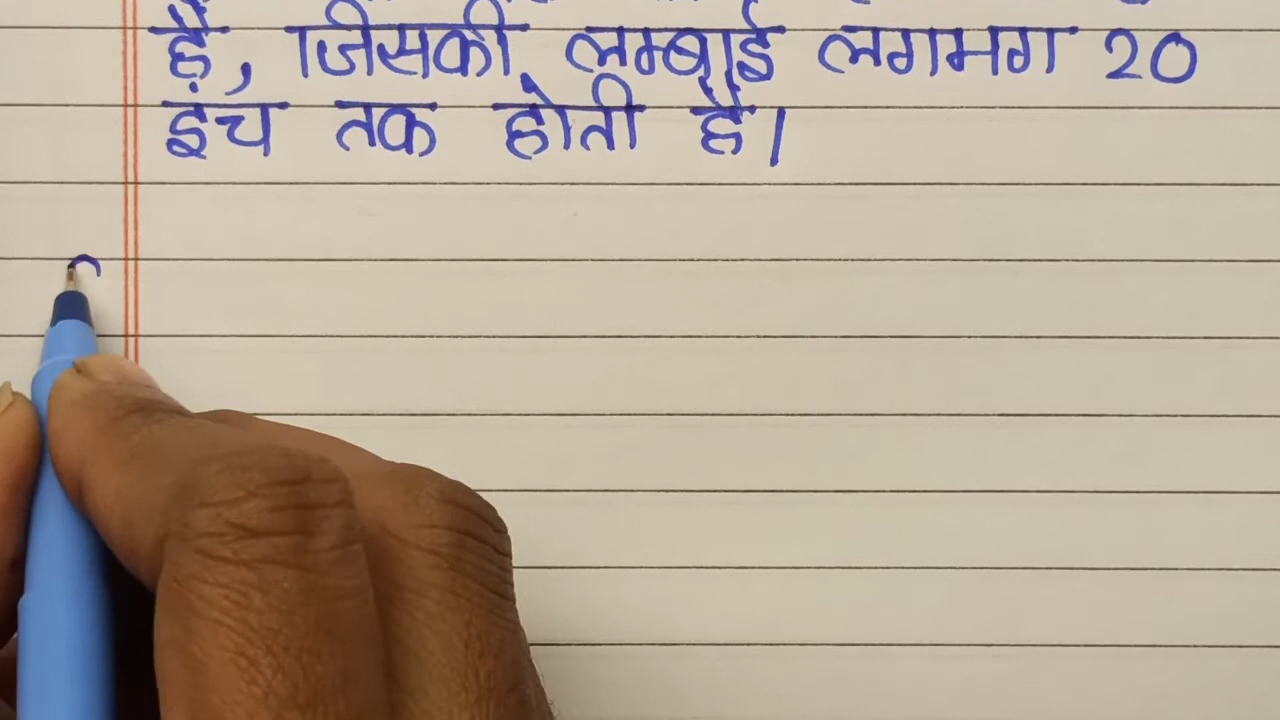 है, जिसकी लम्बाई लगभग 20
इंच तक होती है।